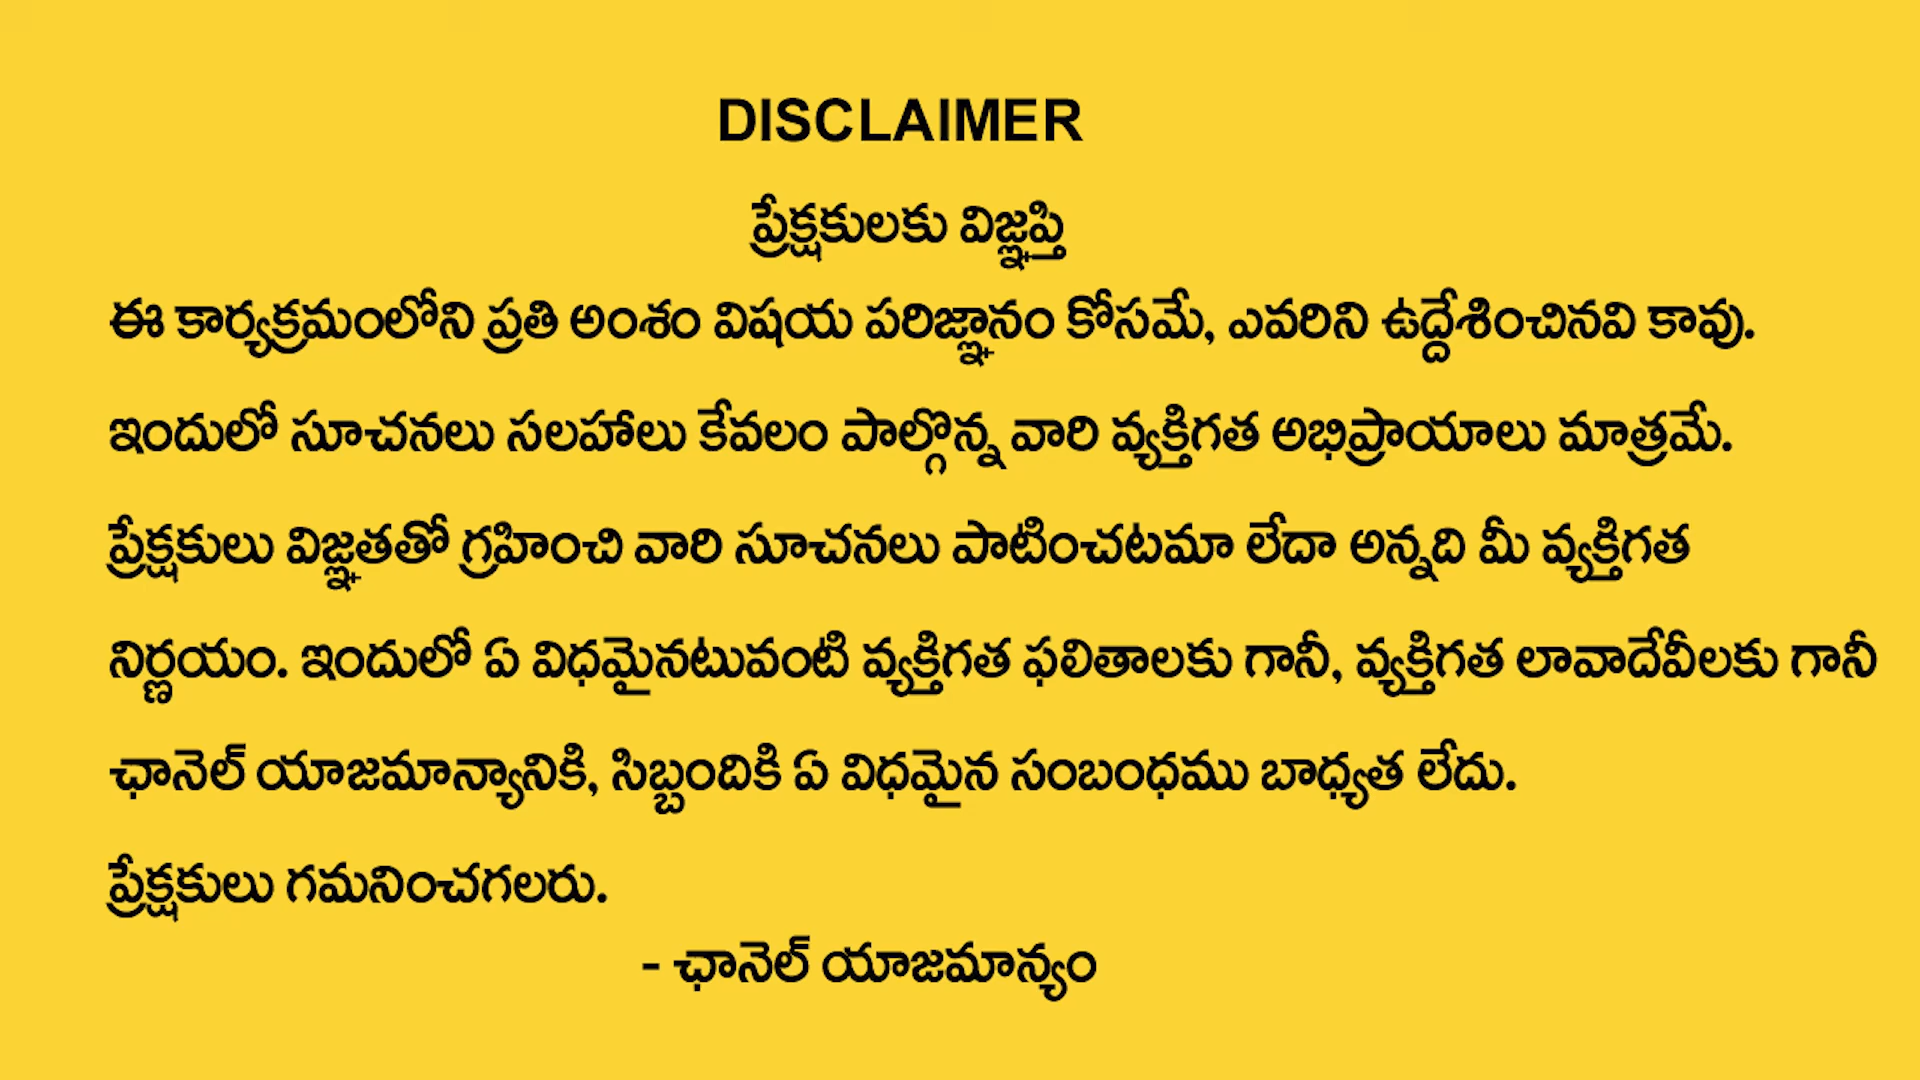 DISCLAIMER
ప్రేక్షకులకు విజ్ఞప్తి
ఈ కార్యక్రమంలోని ప్రతి అంశం విషయ పరిజ్ఞానం కోసమే, ఎవరిని ఉద్దేశించినవి కావు.
ఇందులో సూచనలు సలహాలు కేవలం పాల్గొన్న వారి వ్యక్తిగత అభిప్రాయాలు మాత్రమే.
ప్రేక్షకులు విజ్ఞతతో గ్రహించి వారి సూచనలు పాటించటమా లేదా అన్నది మీ వ్యక్తిగత
నిర్ణయం. ఇందులో ఏ విధమైనటువంటి వ్యక్తిగత ఫలితాలకు గానీ, వ్యక్తిగత లావాదేవీలకు గానీ
ఛానెల్ యాజమాన్యానికి, సిబ్బందికి ఏ విధమైన సంబంధము బాధ్యత లేదు.
ప్రేక్షకులు గమనించగలరు.
- ఛానెల్ యాజమాన్యం